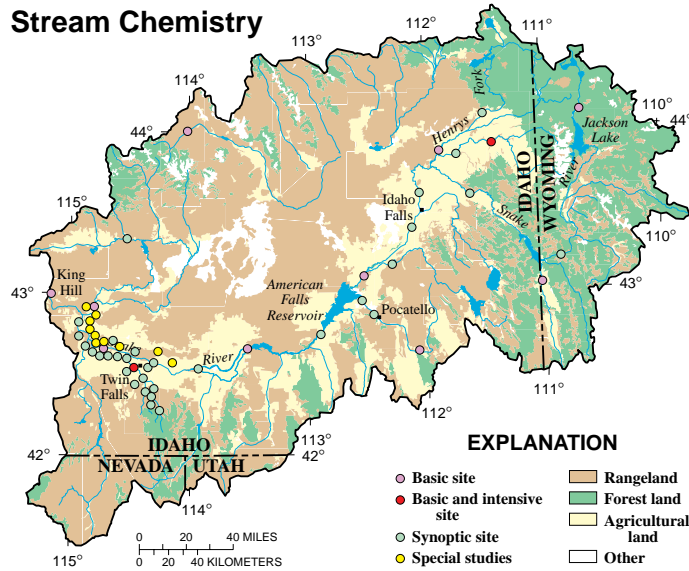 Stream Chemistry
112°
111°
113°
114°
110°
44°
44°
Fork
Henrys
Jackson
Lake
River
IDAHO
WYOMING
115°
Idaho
Falls
Snake
110°
King
Hill
43°
American
Falls
Reservoir
43°
Pocatello
River
Twin
Falls
111°
112°
113°
42°
42°
IDAHO
NEVADA
UTAH
114°
115°
0 20 40 MILES
0 20 40 KILOMETERS
EXPLANATION
Basic site
Basic and intensive
site
Synoptic site
Special studies
Rangeland
Forest land
Agricultural
land
Other